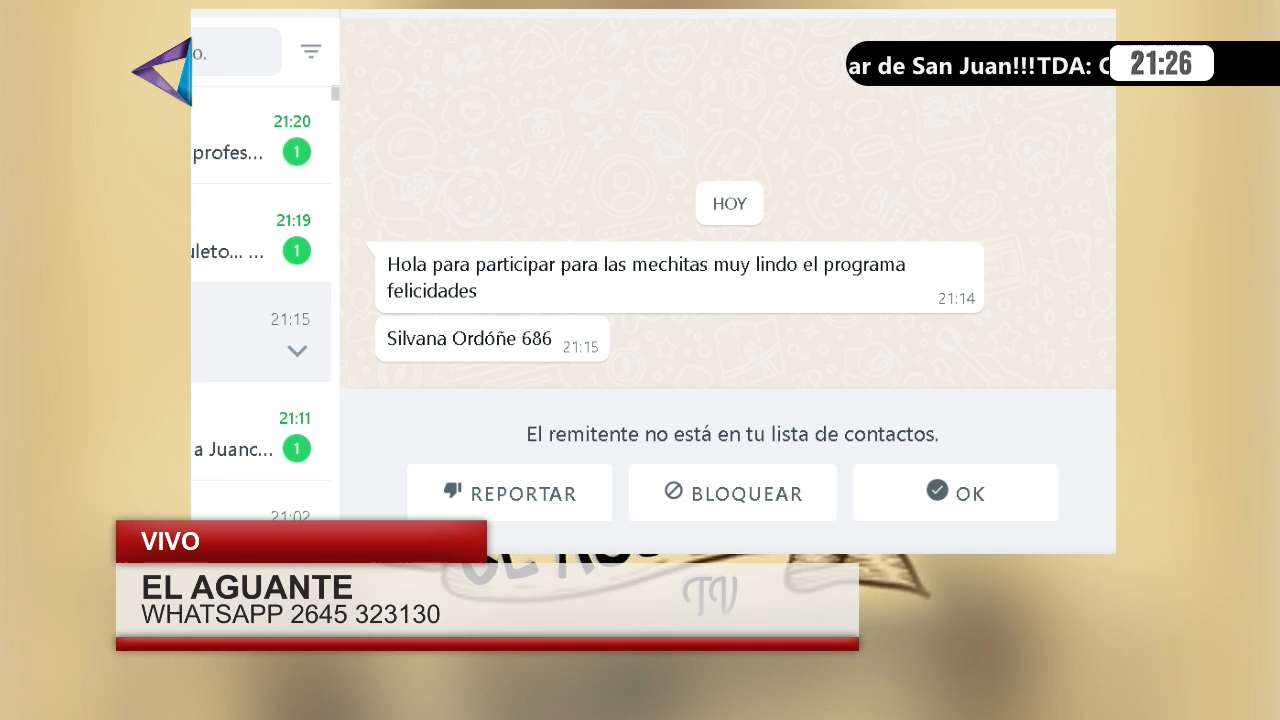 o.
ar de San Juan!!!TDA: C
21:26
21:20
profes... 1
21:19
uleto... ... 1
21:15
21:11
a Juanc... 1
21:02
HOY
Hola para participar para las mechitas muy lindo el programa
felicidades
21:14
Silvana Ordóñe 686 21:15
El remitente no está en tu lista de contactos.
REPORTAR
BLOQUEAR
OK
VIVO
EL AGUANTE
WHATSAPP 2645 323130
TV